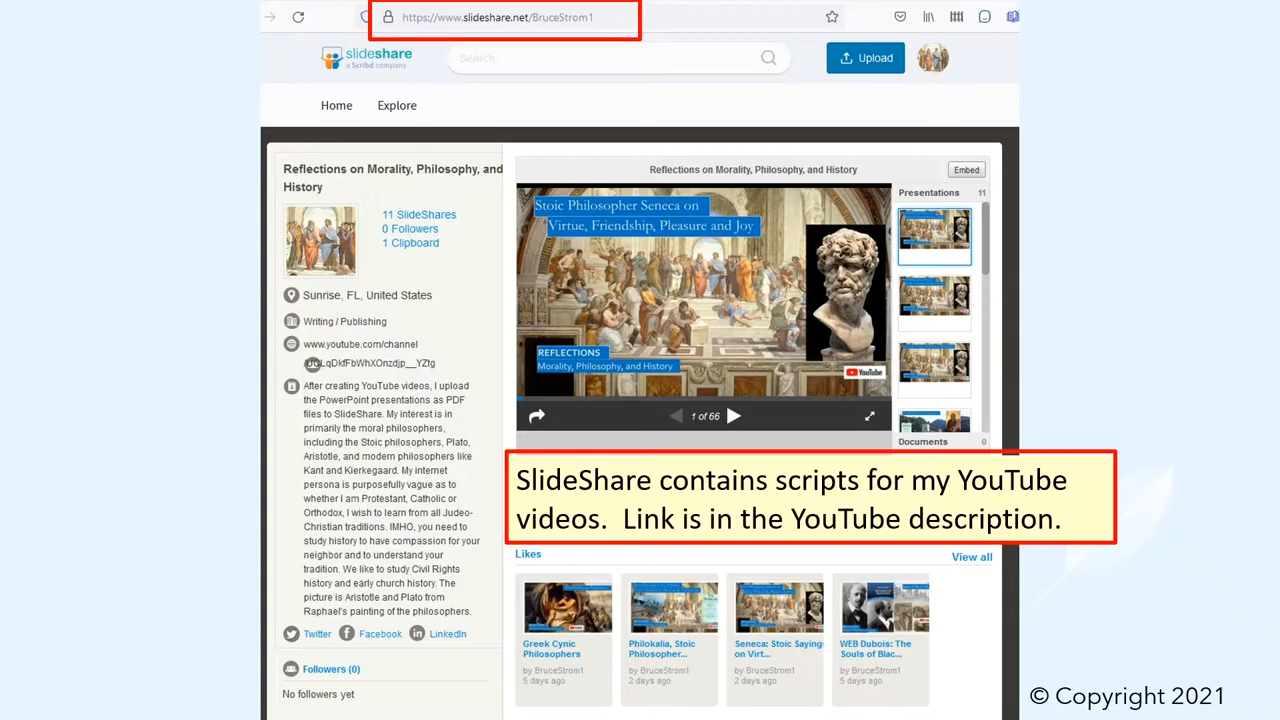 https://www.slideshare.net/BruceStrom1
slideshare
a Scribd company
Search
Upload
Home
Explore
Reflections on Morality, Philosophy, and
History
11 SlideShares
0 Followers
1 Clipboard
Sunrise, FL, United States
Writing / Publishing
www.youtube.com/channel
LqDkfFbWhXOnzdjp__YZtg
After creating YouTube videos, I upload
the PowerPoint presentations as PDF
files to SlideShare. My interest is in
primarily the moral philosophers,
including the Stoic philosophers, Plato,
Aristotle, and modern philosophers like
Kant and Kierkegaard. My internet
persona is purposefully vague as to
whether I am Protestant, Catholic or
Orthodox, I wish to learn from all Judeo-
Christian traditions. IMHO, you need to
study history to have compassion for your
neighbor and to understand your
tradition. We like to study Civil Rights
history and early church history. The
picture is Aristotle and Plato from
Raphael's painting of the philosophers.
Twitter
Facebook
LinkedIn
Followers (0)
No followers yet
Reflections on Morality, Philosophy, and History
Embed
Stoic Philosopher Seneca on
Virtue, Friendship, Pleasure and Joy
REFLECTIONS
Morality, Philosophy, and History
YouTube
1 of 66
Presentations 11
Documents 0
SlideShare contains scripts for my YouTube
videos. Link is in the YouTube description.
Likes
View all
Greek Cynic
Philosophers
by BruceStrom1
5 days ago
Philokalia, Stoic
Philosopher...
by BruceStrom1
2 days ago
Seneca: Stoic Sayings
on Virt...
by BruceStrom1
2 days ago
WEB Dubois: The
Souls of Blac...
by BruceStrom1
5 days ago
© Copyright 2021